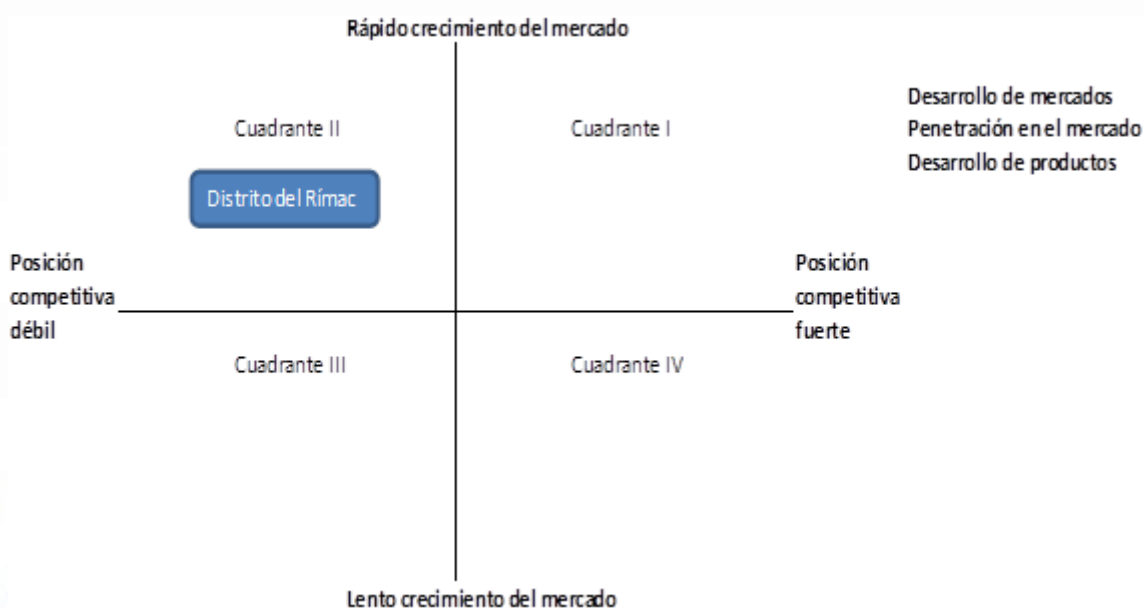 Rápido crecimiento del mercado
Desarrollo de mercados
Cuadrante II
Cuadrante I
Penetración en el mercado
Desarrollo de productos
Distrito del Rímac
Posición
competitiva
débil
Posición
competitiva
fuerte
Cuadrante III
Cuadrante IV
Lento crecimiento del mercado